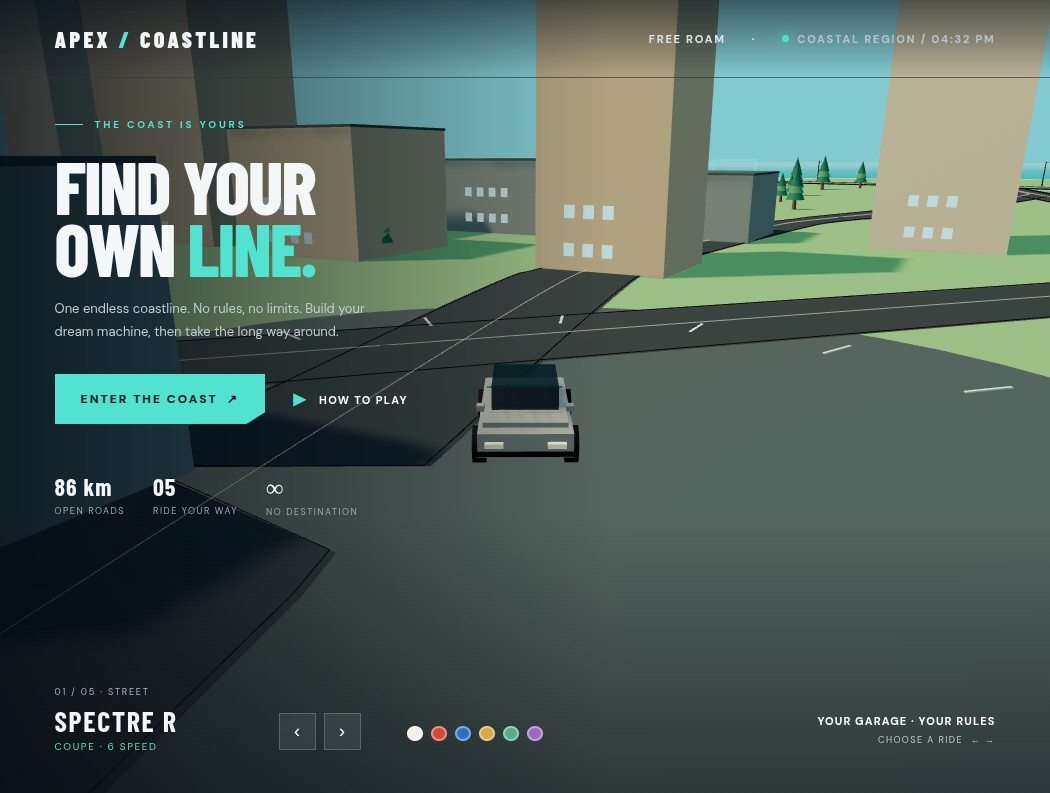 APEX / COASTLINE
FREE ROAM · COASTAL REGION / 04:32 PM
THE COAST IS YOURS
FIND YOUR
OWN LINE.
One endless coastline. No rules, no limits. Build your
dream machine, then take the long way around.
ENTER THE COAST ↗
▶ HOW TO PLAY
86 km
OPEN ROADS
05
RIDE YOUR WAY
∞
NO DESTINATION
01 / 05 · STREET
SPECTRE R
COUPE · 6 SPEED
‹ ›
YOUR GARAGE · YOUR RULES
CHOOSE A RIDE ← →